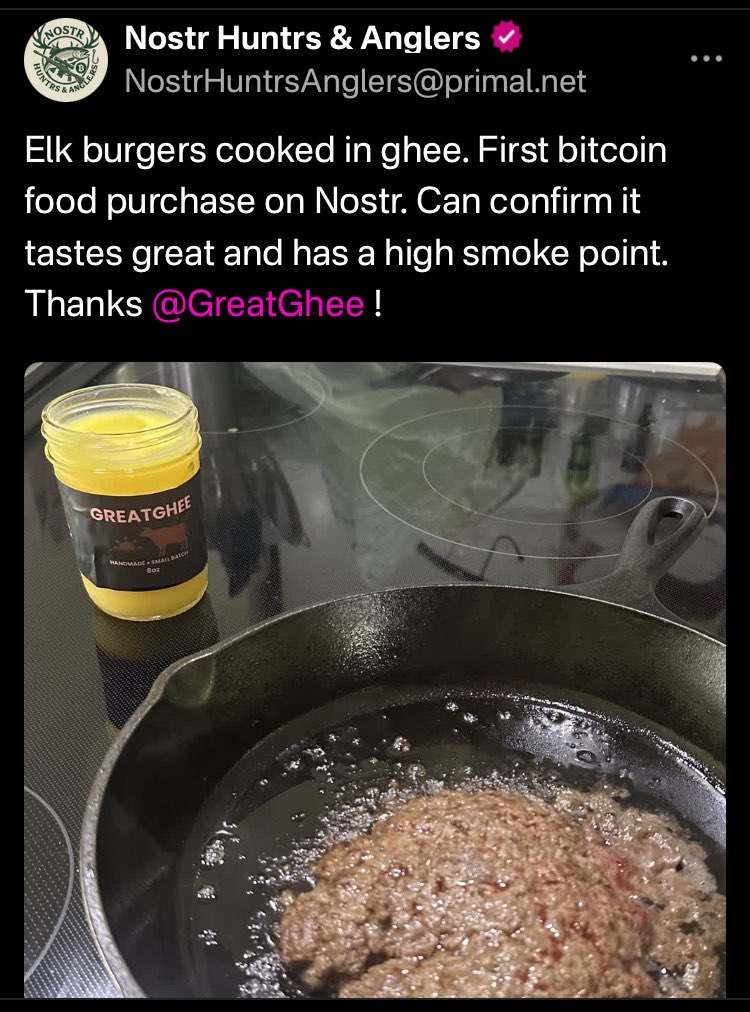 NOSTR
HUNTRS & ANGLERS
Nostr Huntrs & Anglers
NostrHuntrsAnglers@primal.net
Elk burgers cooked in ghee. First bitcoin
food purchase on Nostr. Can confirm it
tastes great and has a high smoke point.
Thanks @GreatGhee !
GREATGHEE
HANDMADE • SMALL BATCH
8oz